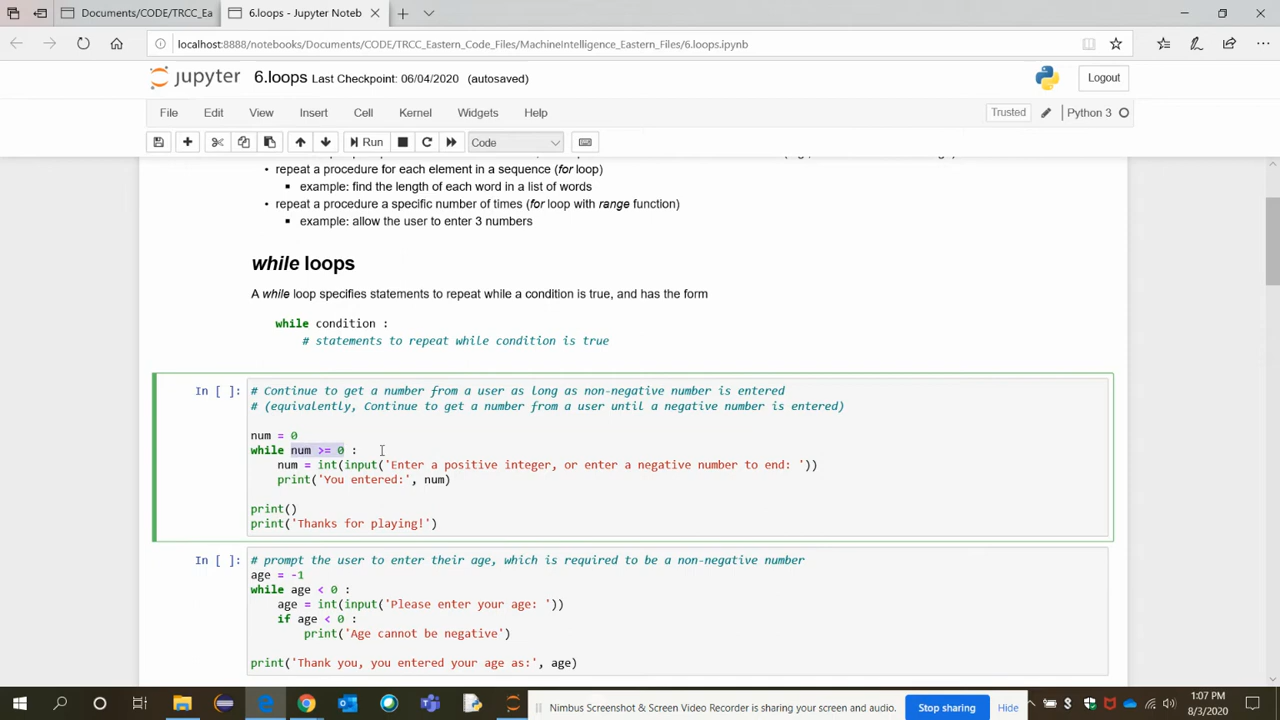 Documents/CODE/TRCC_Ea
6.loops - Jupyter Noteb
localhost:8888/notebooks/Documents/CODE/TRCC_Eastern_Code_Files/MachineIntelligence_Eastern_Files/6.loops.ipynb
jupyter 6.loops Last Checkpoint: 06/04/2020 (autosaved)
Logout
File Edit View Insert Cell Kernel Widgets Help
Trusted Python 3
Run Code
• repeat a procedure for each element in a sequence (for loop)
▪ example: find the length of each word in a list of words
• repeat a procedure a specific number of times (for loop with range function)
▪ example: allow the user to enter 3 numbers
while loops
A while loop specifies statements to repeat while a condition is true, and has the form
while condition :
# statements to repeat while condition is true
In [ ]: # Continue to get a number from a user as long as non-negative number is entered
# (equivalently, Continue to get a number from a user until a negative number is entered)
num = 0
while num >= 0 :
num = int(input('Enter a positive integer, or enter a negative number to end: '))
print('You entered:', num)
print()
print('Thanks for playing!')
In [ ]: # prompt the user to enter their age, which is required to be a non-negative number
age = -1
while age < 0 :
age = int(input('Please enter your age: '))
if age < 0 :
print('Age cannot be negative')
print('Thank you, you entered your age as:', age)
Nimbus Screenshot & Screen Video Recorder is sharing your screen and audio.
Stop sharing
Hide
1:07 PM
8/3/2020